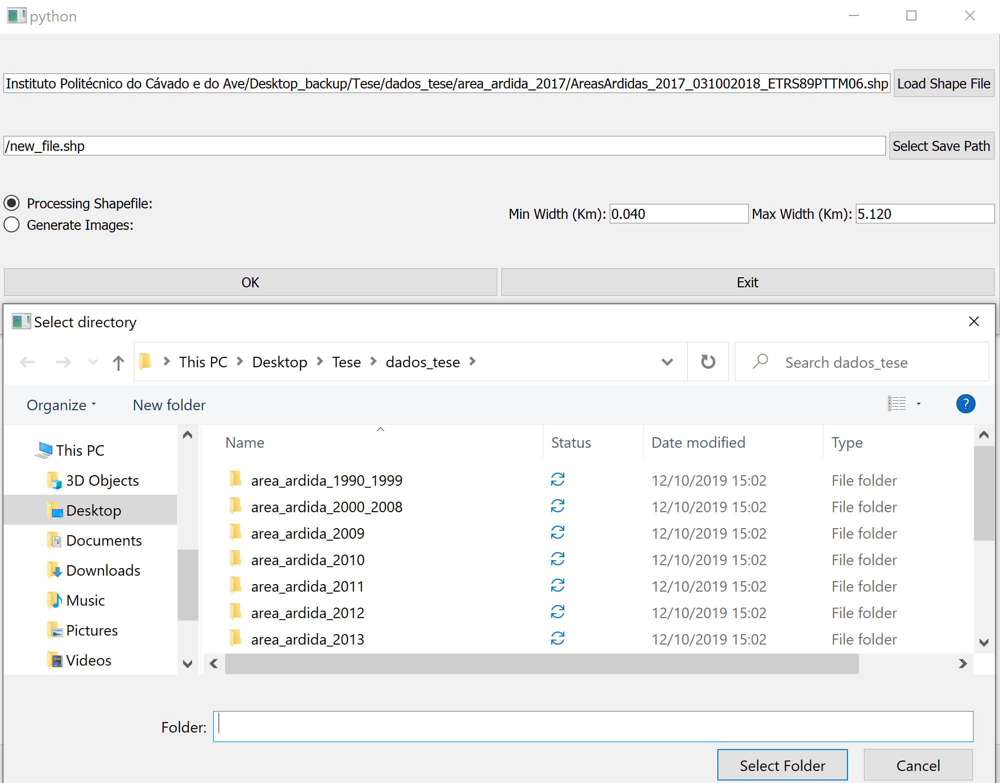 python
Instituto Politécnico do Cávado e do Ave/Desktop_backup/Tese/dados_tese/area_ardida_2017/AreasArdidas_2017_031002018_ETRS89PTTM06.shp Load Shape File
/new_file.shp Select Save Path
Processing Shapefile:
Generate Images:
Min Width (Km): 0.040 Max Width (Km): 5.120
OK Exit
Select directory
This PC Desktop Tese dados_tese Search dados_tese
Organize New folder ?
This PC
3D Objects
Desktop
Documents
Downloads
Music
Pictures
Videos
Name Status Date modified Type
area_ardida_1990_1999 12/10/2019 15:02 File folder
area_ardida_2000_2008 12/10/2019 15:02 File folder
area_ardida_2009 12/10/2019 15:02 File folder
area_ardida_2010 12/10/2019 15:02 File folder
area_ardida_2011 12/10/2019 15:02 File folder
area_ardida_2012 12/10/2019 15:02 File folder
area_ardida_2013 12/10/2019 15:02 File folder
Folder:
Select Folder Cancel